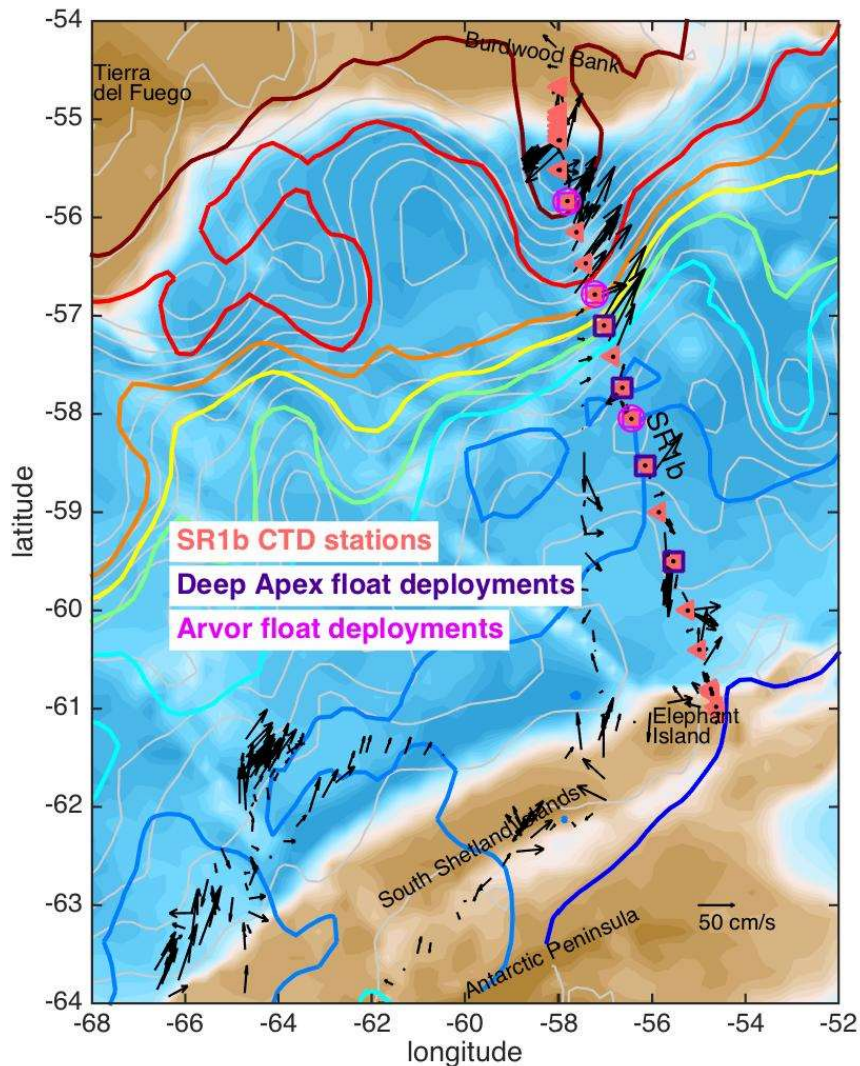 -54
-55
-56
-57
-58
-59
-60
-61
-62
-63
-64
latitude
Tierra
del Fuego
Burdwood Bank
SR1b
SR1b CTD stations
Deep Apex float deployments
Arvor float deployments
Elephant
Island
South Shetland Islands
50 cm/s
Antarctic Peninsula
-68
-66
-64
-62
-60
-58
-56
-54
-52
longitude